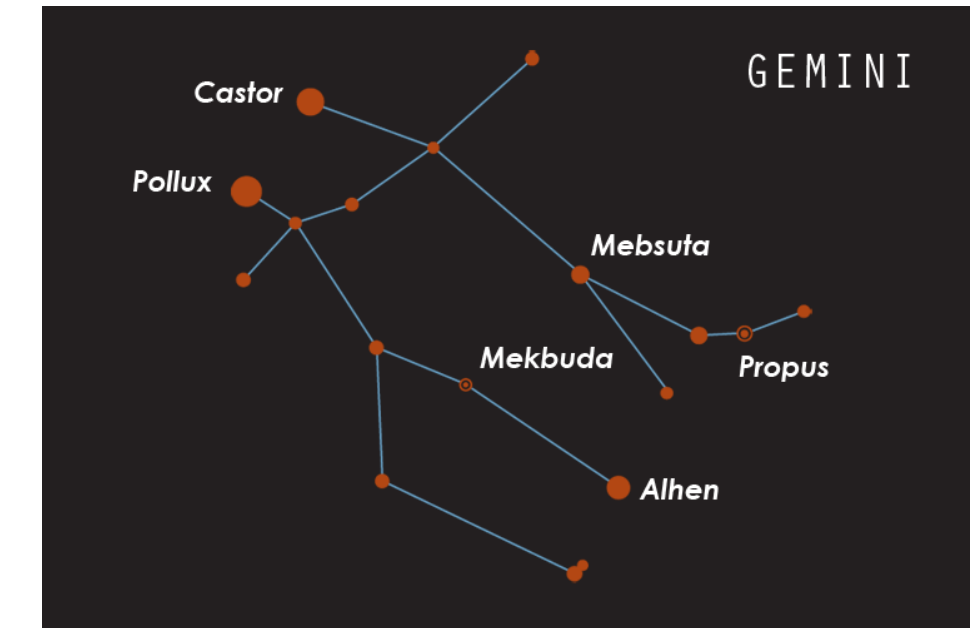 GEMINI
Castor
Pollux
Mebsuta
Mekbuda
Propus
Alhen